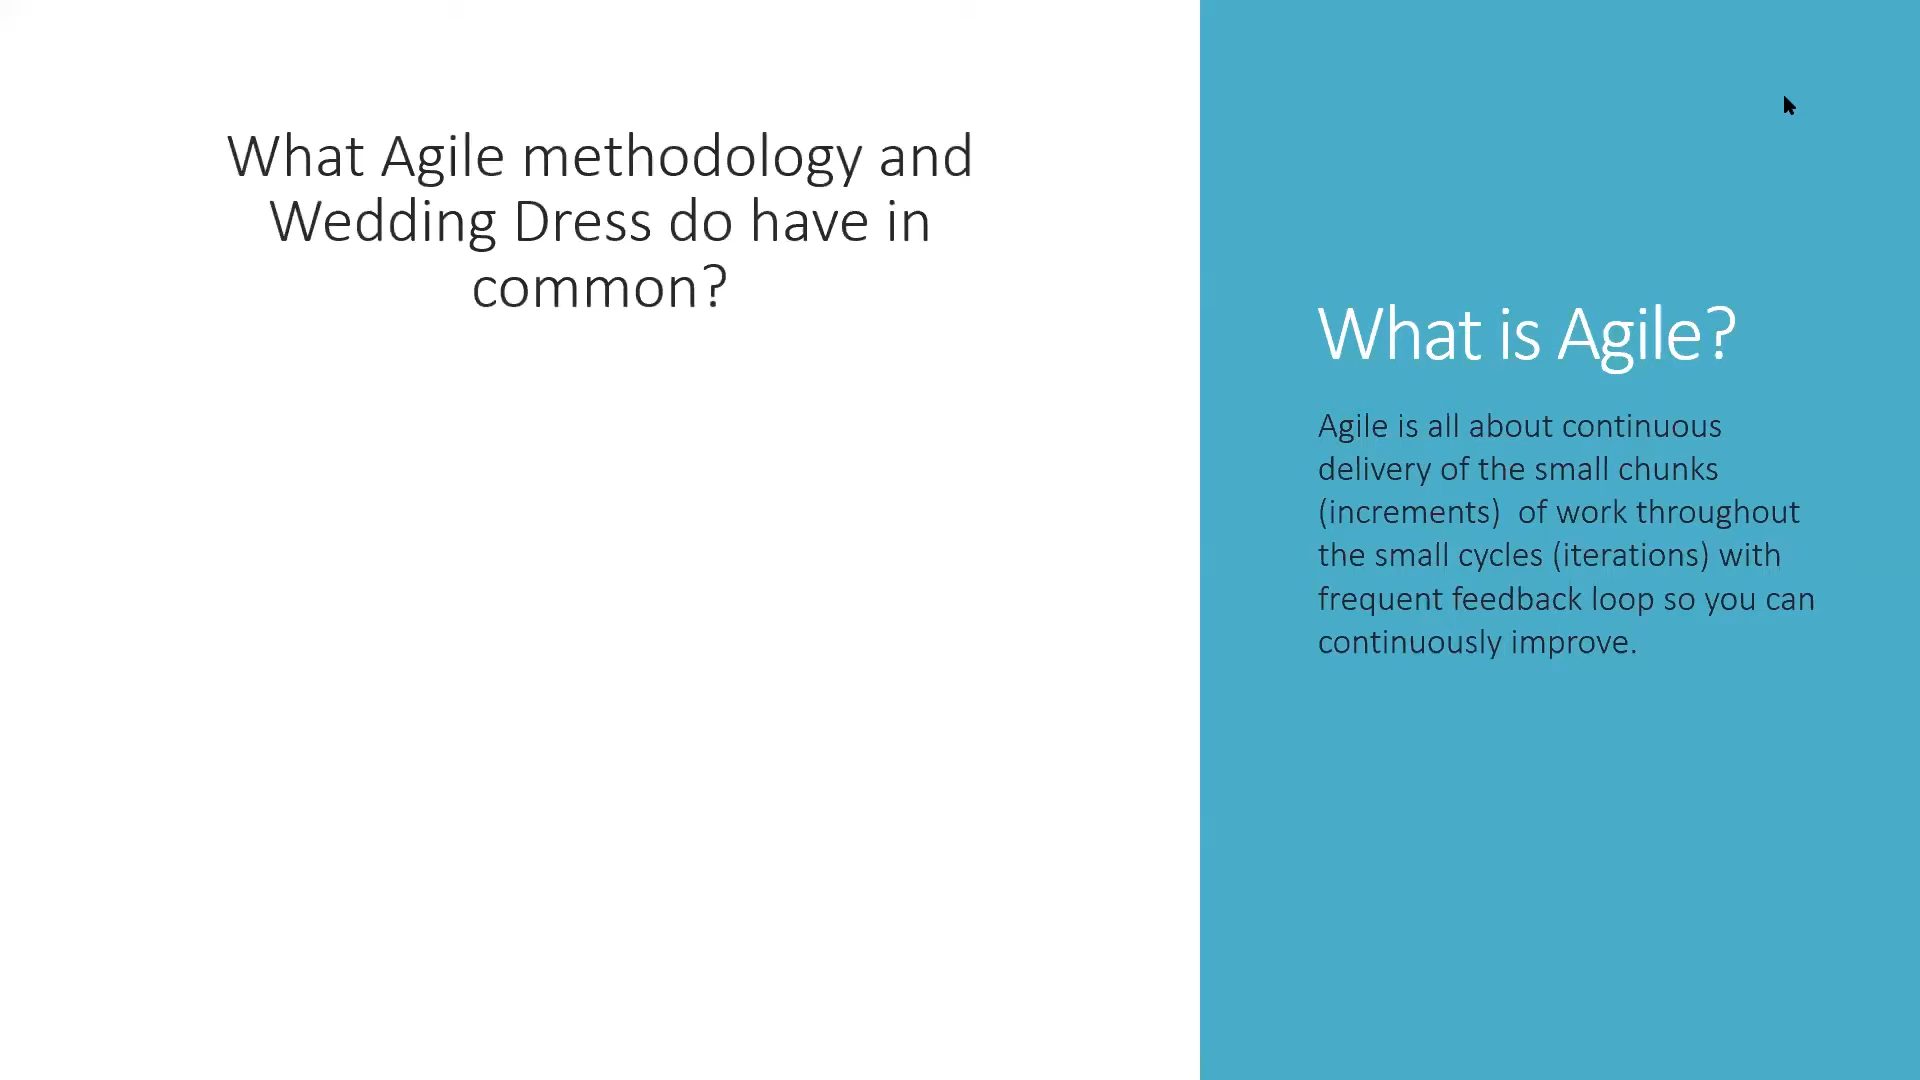 What Agile methodology and
Wedding Dress do have in
common?
What is Agile?
Agile is all about continuous
delivery of the small chunks
(increments)  of work throughout
the small cycles (iterations) with
frequent feedback loop so you can
continuously improve.